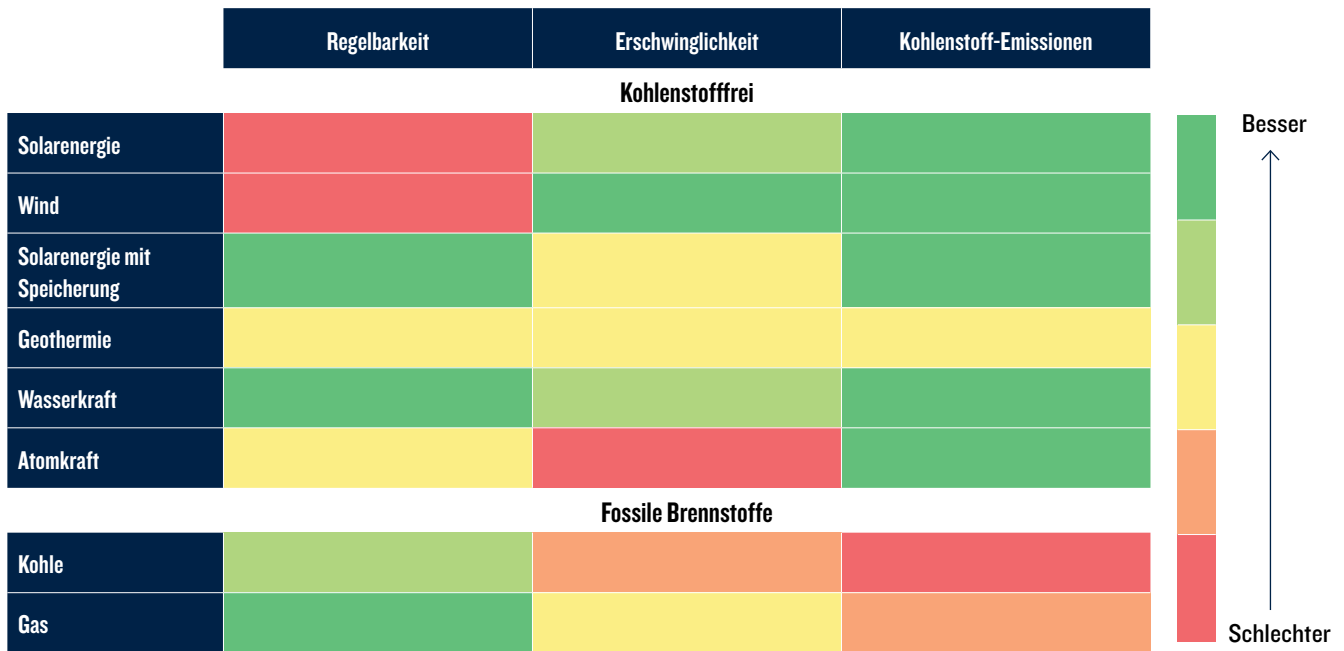 Regelbarkeit
Erschwinglichkeit
Kohlenstoff-Emissionen
Kohlenstofffrei
Solarenergie
Wind
Solarenergie mit
Speicherung
Geothermie
Wasserkraft
Atomkraft
Fossile Brennstoffe
Kohle
Gas
Besser
Schlechter